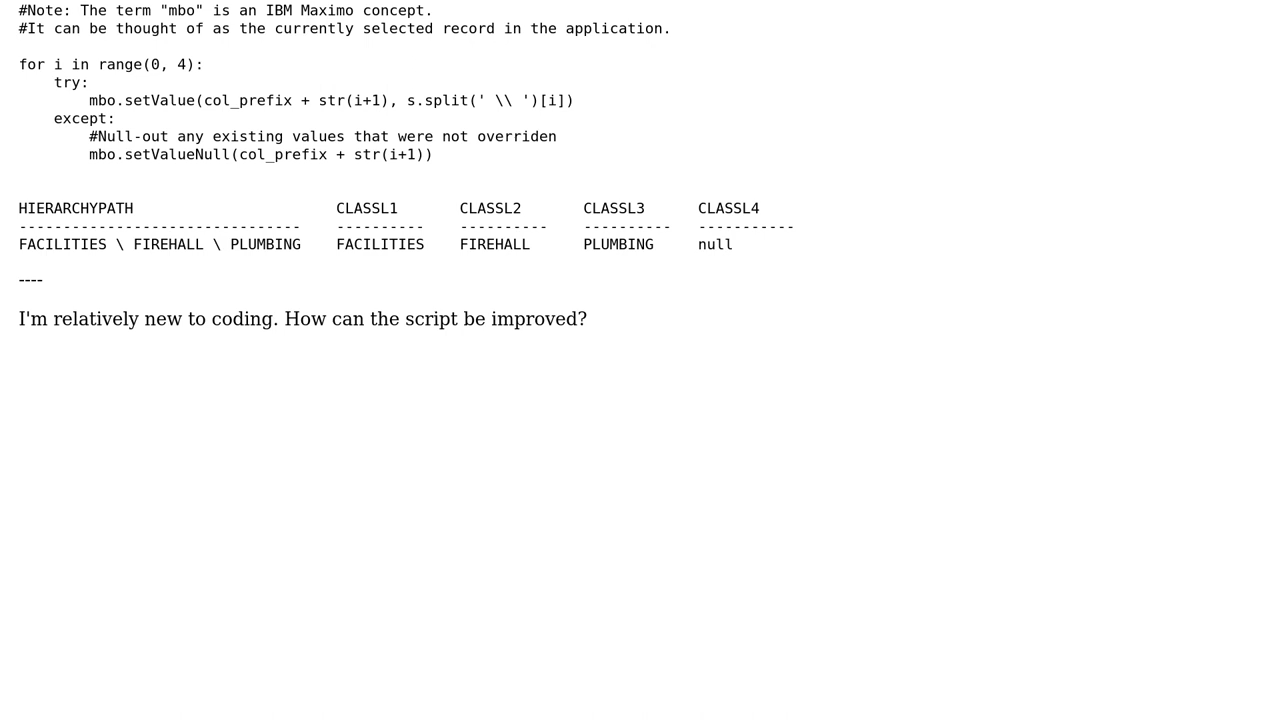 #Note: The term "mbo" is an IBM Maximo concept.
#It can be thought of as the currently selected record in the application.
for i in range(0, 4):
    try:
        mbo.setValue(col_prefix + str(i+1), s.split(' \\ ')[i])
    except:
        #Null-out any existing values that were not overriden
        mbo.setValueNull(col_prefix + str(i+1))
HIERARCHYPATH                       CLASSL1       CLASSL2       CLASSL3      CLASSL4
--------------------------------    ----------    ----------    ----------   -----------
FACILITIES \ FIREHALL \ PLUMBING    FACILITIES    FIREHALL      PLUMBING     null
----
I'm relatively new to coding. How can the script be improved?